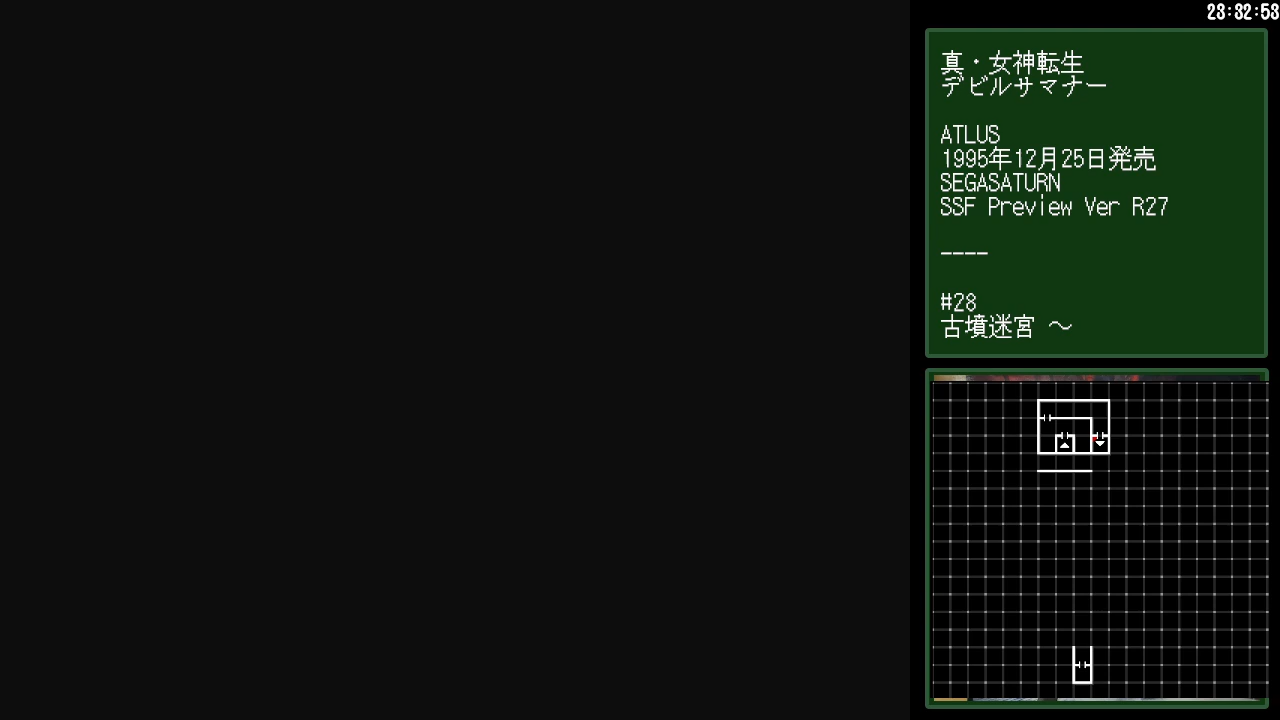 23:32:53
真・女神転生
デビルサマナー
ATLUS
1995年12月25日発売
SEGASATURN
SSF Preview Ver R27
----
#28
古墳迷宮 ～